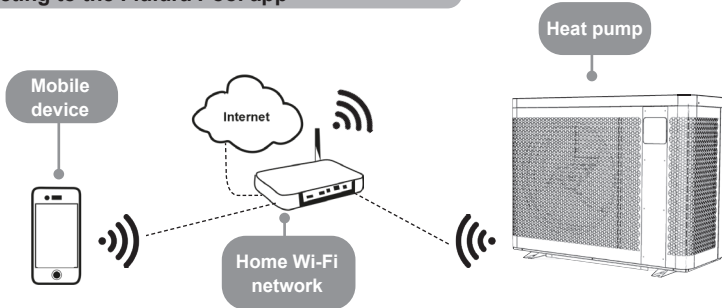 Heat pump
Mobile
device
Internet
Home Wi-Fi
network